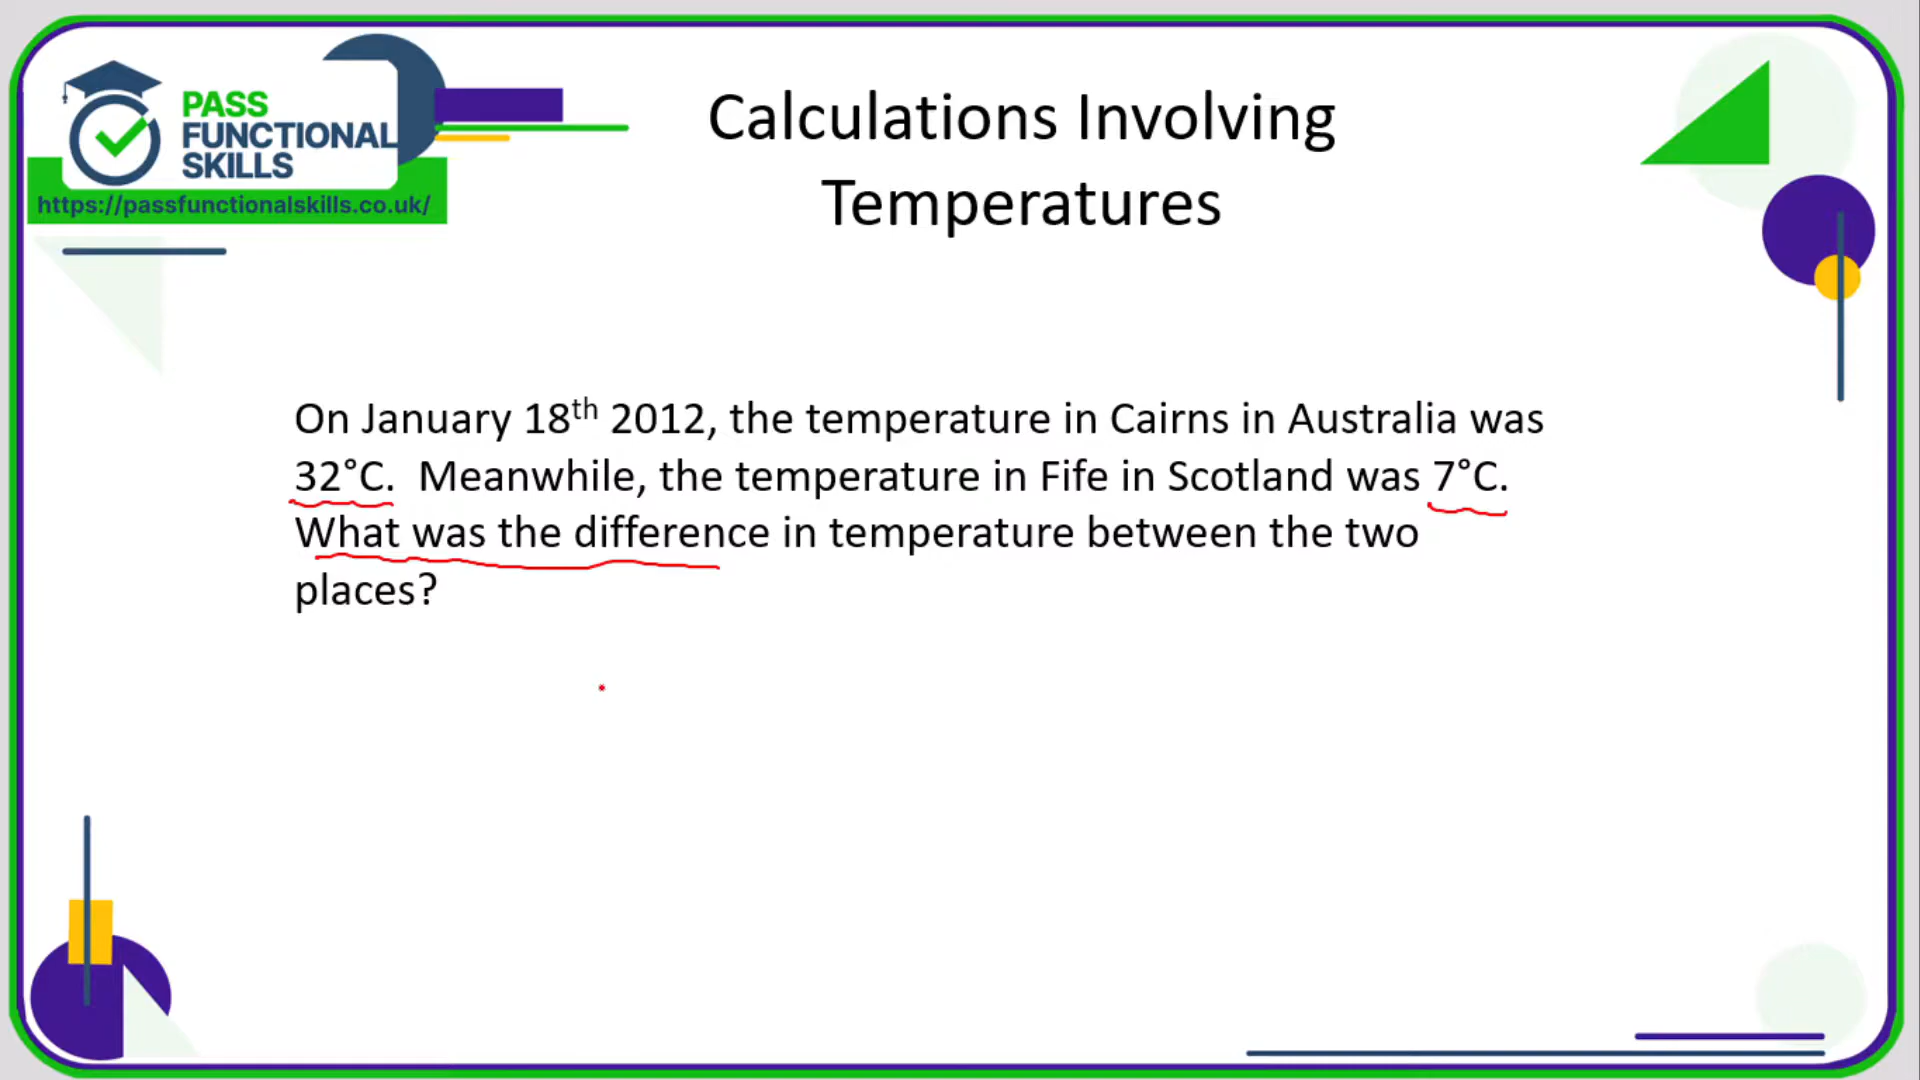 PASS
FUNCTIONAL
SKILLS
https://passfunctionalskills.co.uk/
Calculations Involving
Temperatures
On January 18th 2012, the temperature in Cairns in Australia was
32°C. Meanwhile, the temperature in Fife in Scotland was 7°C.
What was the difference in temperature between the two
places?